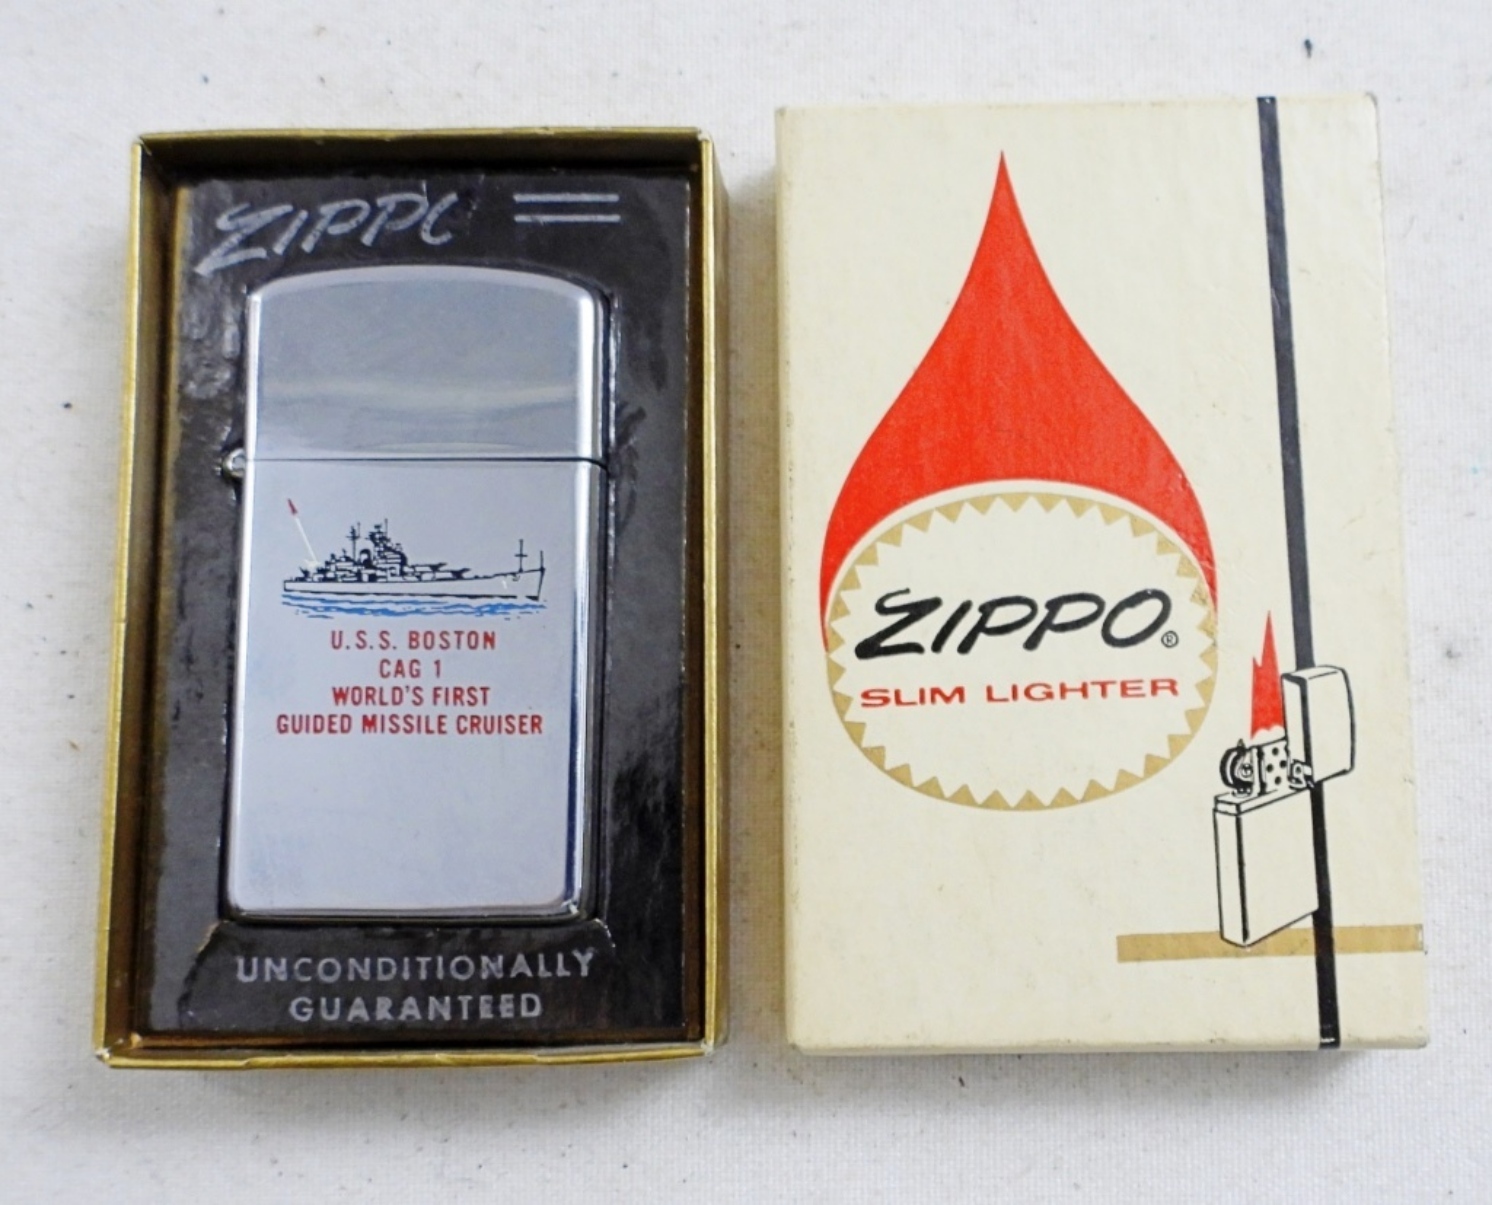 ZIPPO
U.S.S. BOSTON
CAG 1
WORLD'S FIRST
GUIDED MISSILE CRUISER
UNCONDITIONALLY
GUARANTEED
ZIPPO®
SLIM LIGHTER